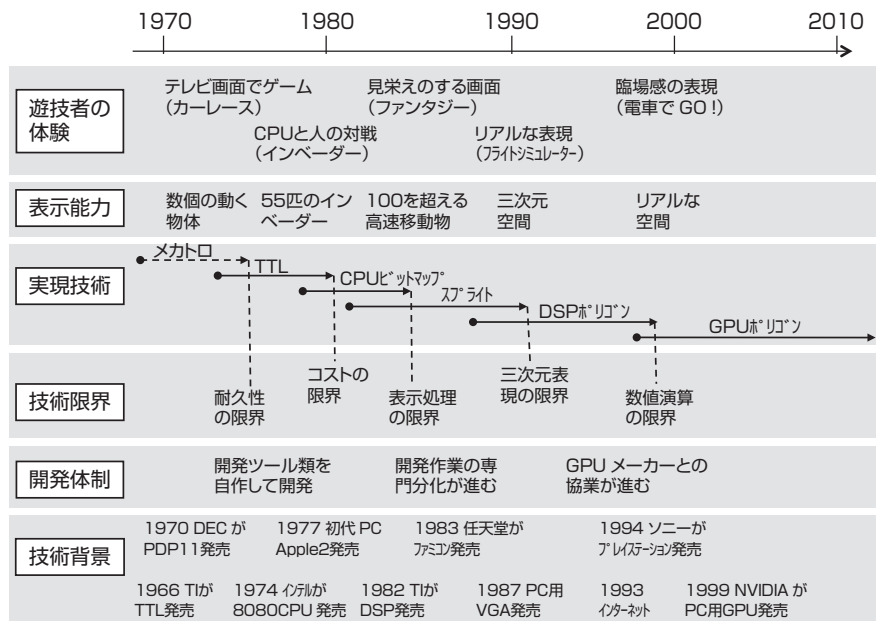 1970 1980 1990 2000 2010
遊技者の
体験
テレビ画面でゲーム
(カーレース)
見栄えのする画面
(ファンタジー)
臨場感の表現
(電車で GO !)
CPUと人の対戦
(インベーダー)
リアルな表現
(フライトシミュレーター)
表示能力
数個の動く
物体
55匹のイン
ベーダー
100を超える
高速移動物
三次元
空間
リアルな
空間
実現技術
メカトロ
TTL
CPUビットマップ
スプライト
DSPポリゴン
GPUポリゴン
技術限界
耐久性
の限界
コストの
限界
表示処理
の限界
三次元表
現の限界
数値演算
の限界
開発体制
開発ツール類を
自作して開発
開発作業の専
門分化が進む
GPU メーカーとの
協業が進む
技術背景
1970 DEC が
PDP11発売
1977 初代 PC
Apple2発売
1983 任天堂が
ファミコン発売
1994 ソニーが
プレイステーション発売
1966 TIが
TTL発売
1974 インテルが
8080CPU 発売
1982 TIが
DSP発売
1987 PC用
VGA発売
1993
インターネット
1999 NVIDIA が
PC用GPU発売